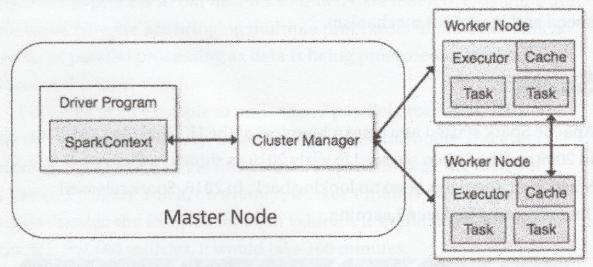 Driver Program
SparkContext
Cluster Manager
Master Node
Worker Node
Executor
Cache
Task
Task
Worker Node
Executor
Cache
Task
Task